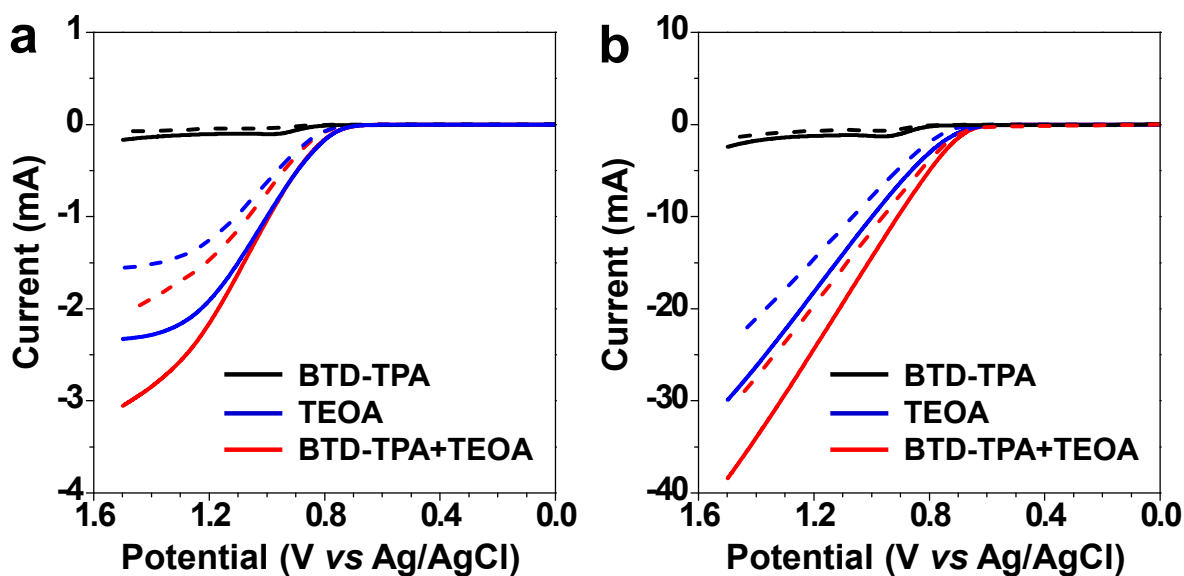 a
1
0
-1
-2
-3
-4
Current (mA)
BTD-TPA
TEOA
BTD-TPA+TEOA
1.6 1.2 0.8 0.4 0.0
Potential (V vs Ag/AgCl)
b
10
0
-10
-20
-30
-40
Current (mA)
BTD-TPA
TEOA
BTD-TPA+TEOA
1.6 1.2 0.8 0.4 0.0
Potential (V vs Ag/AgCl)